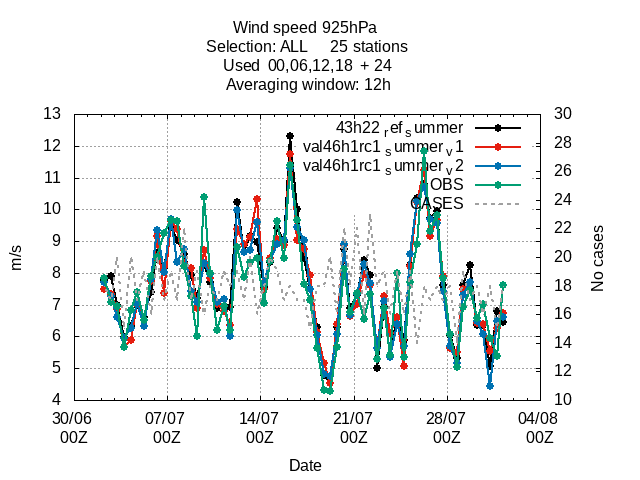 Wind speed 925hPa
Selection: ALL 25 stations
Used 00,06,12,18 + 24
Averaging window: 12h
43h22 ref summer
val46h1rc1 summer v1
val46h1rc1 summer v2
OBS
CASES
13
12
11
10
9
8
7
6
5
4
m/s
30
28
26
24
22
20
18
16
14
12
10
No cases
30/06 07/07 14/07 21/07 28/07 04/08
00Z 00Z 00Z 00Z 00Z 00Z
Date